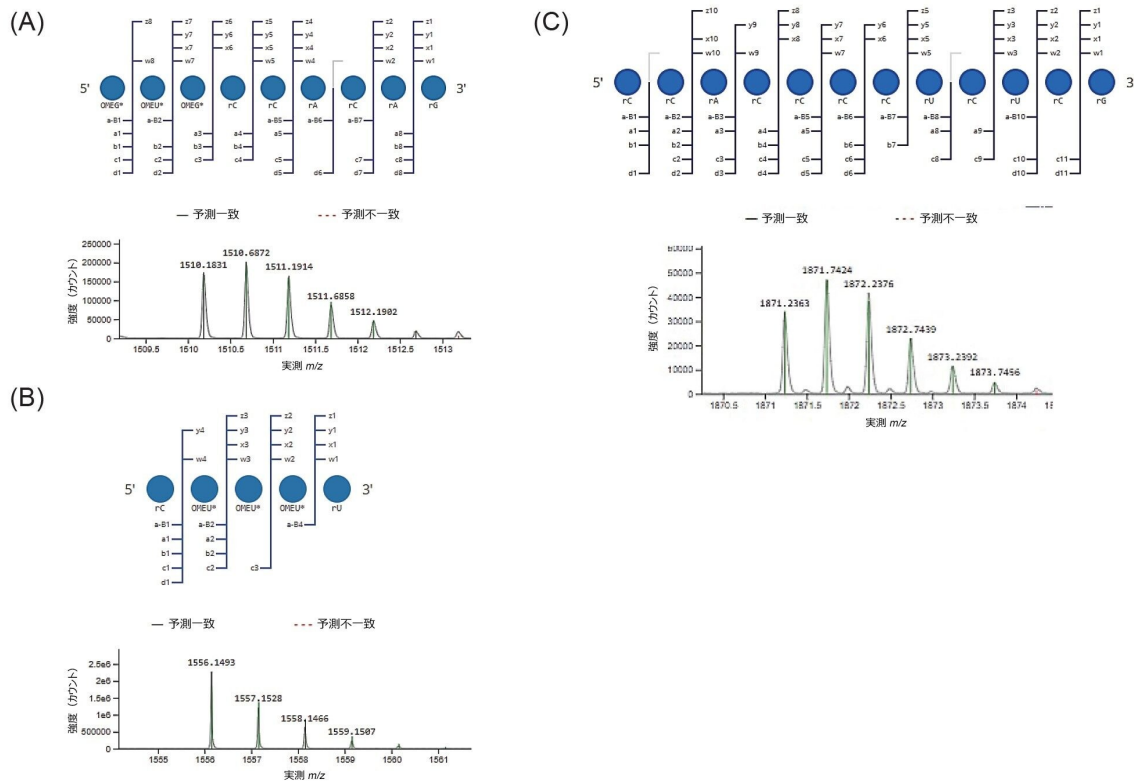 (A)
z8 z7 z6 z5 z4 z2 z1
y7 y6 y5 y4 y2 y1
x7 x6 x5 x4 x2 x1
w8 w7 w5 w4 w2 w1
5' 3'
OMEG* OMEU* OMEG* rC rC rA rC rA rG
a-B1 a-B2 a-B5 a-B6 a-B7
a1 a3 a4 a8
b1 b2 b3 b4 b8
c1 c2 c3 c4 c5 c7 c8
d1 d2 d5 d6 d7 d8
予測一致 予測不一致
強度（カウント）
250000
200000
150000
100000
50000
0
1510.1831 1510.6872 1511.1914 1511.6858 1512.1902
1509.5 1510 1510.5 1511 1511.5 1512 1512.5 1513
実測 m/z
(B)
z3 z2 z1
y4 y3 y2 y1
x3 x2 x1
w4 w3 w2 w1
5' 3'
rC OMEU* OMEU* OMEU* rU
a-B1 a-B2 a-B4
a1 a2
b1 b2
c1 c2 c3
d1
予測一致 予測不一致
強度（カウント）
2.5e6
2e6
1.5e6
1e6
500000
0
1556.1493 1557.1528 1558.1466 1559.1507
1555 1556 1557 1558 1559 1560 1561
実測 m/z
(C)
z10 z8 z5 z3 z2 z1
y9 y8 y7 y6 y5 y3 y2 y1
x10 x8 x7 x6 x5 x3 x2 x1
w10 w9 w7 w5 w3 w2 w1
5' 3'
rC rC rA rC rC rC rC rU rC rU rC rG
a-B1 a-B2 a-B3 a-B5 a-B6 a-B7 a-B8 a-B10
a1 a2 a3 a4 a5 a8 a9
b1 b2 b4 b6 b7
c2 c3 c4 c5 c6 c8 c9 c10 c11
d1 d2 d3 d4 d5 d6 d10 d11
予測一致 予測不一致
強度（カウント）
60000
50000
40000
30000
20000
10000
0
1871.2363 1871.7424 1872.2376 1872.7439 1873.2392 1873.7456
1870.5 1871 1871.5 1872 1872.5 1873 1873.5 1874
実測 m/z